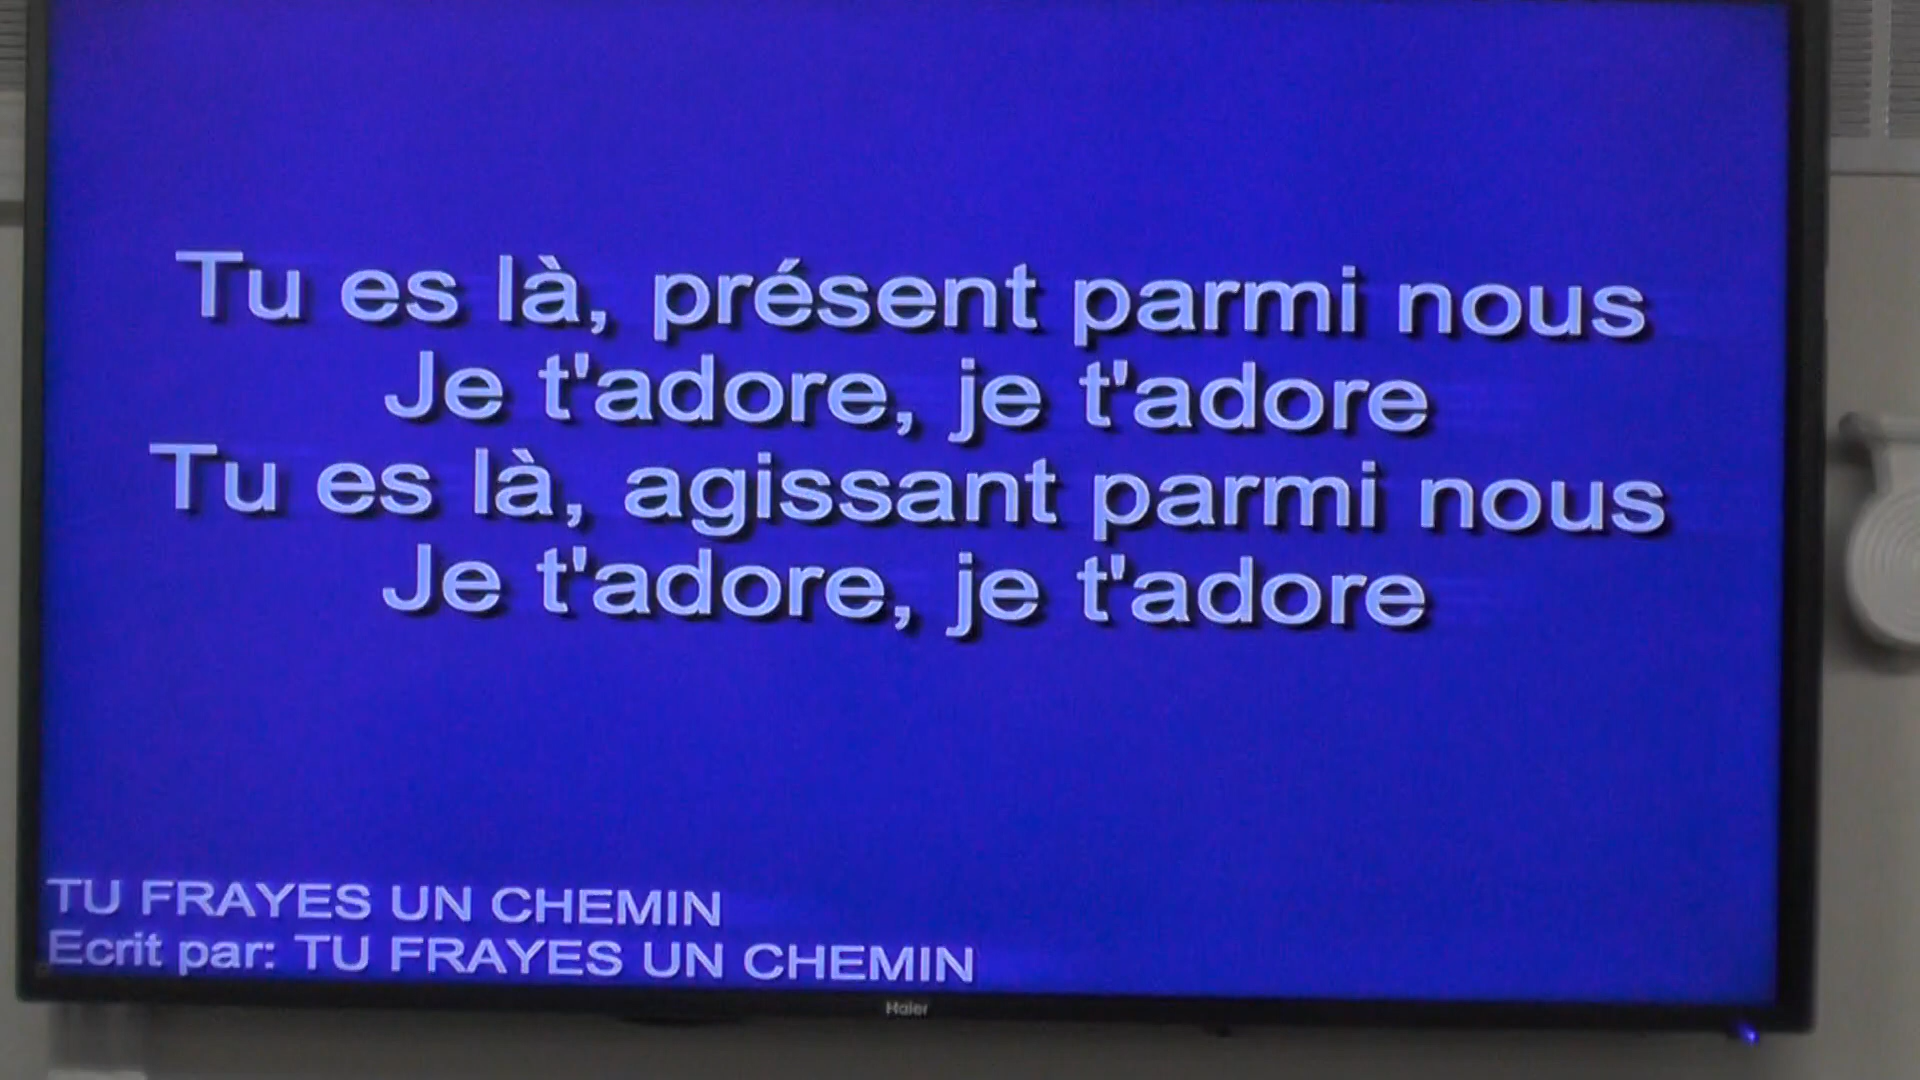 Tu es là, présent parmi nous
Je t'adore, je t'adore
Tu es là, agissant parmi nous
Je t'adore, je t'adore
TU FRAYES UN CHEMIN
Ecrit par: TU FRAYES UN CHEMIN
Haier